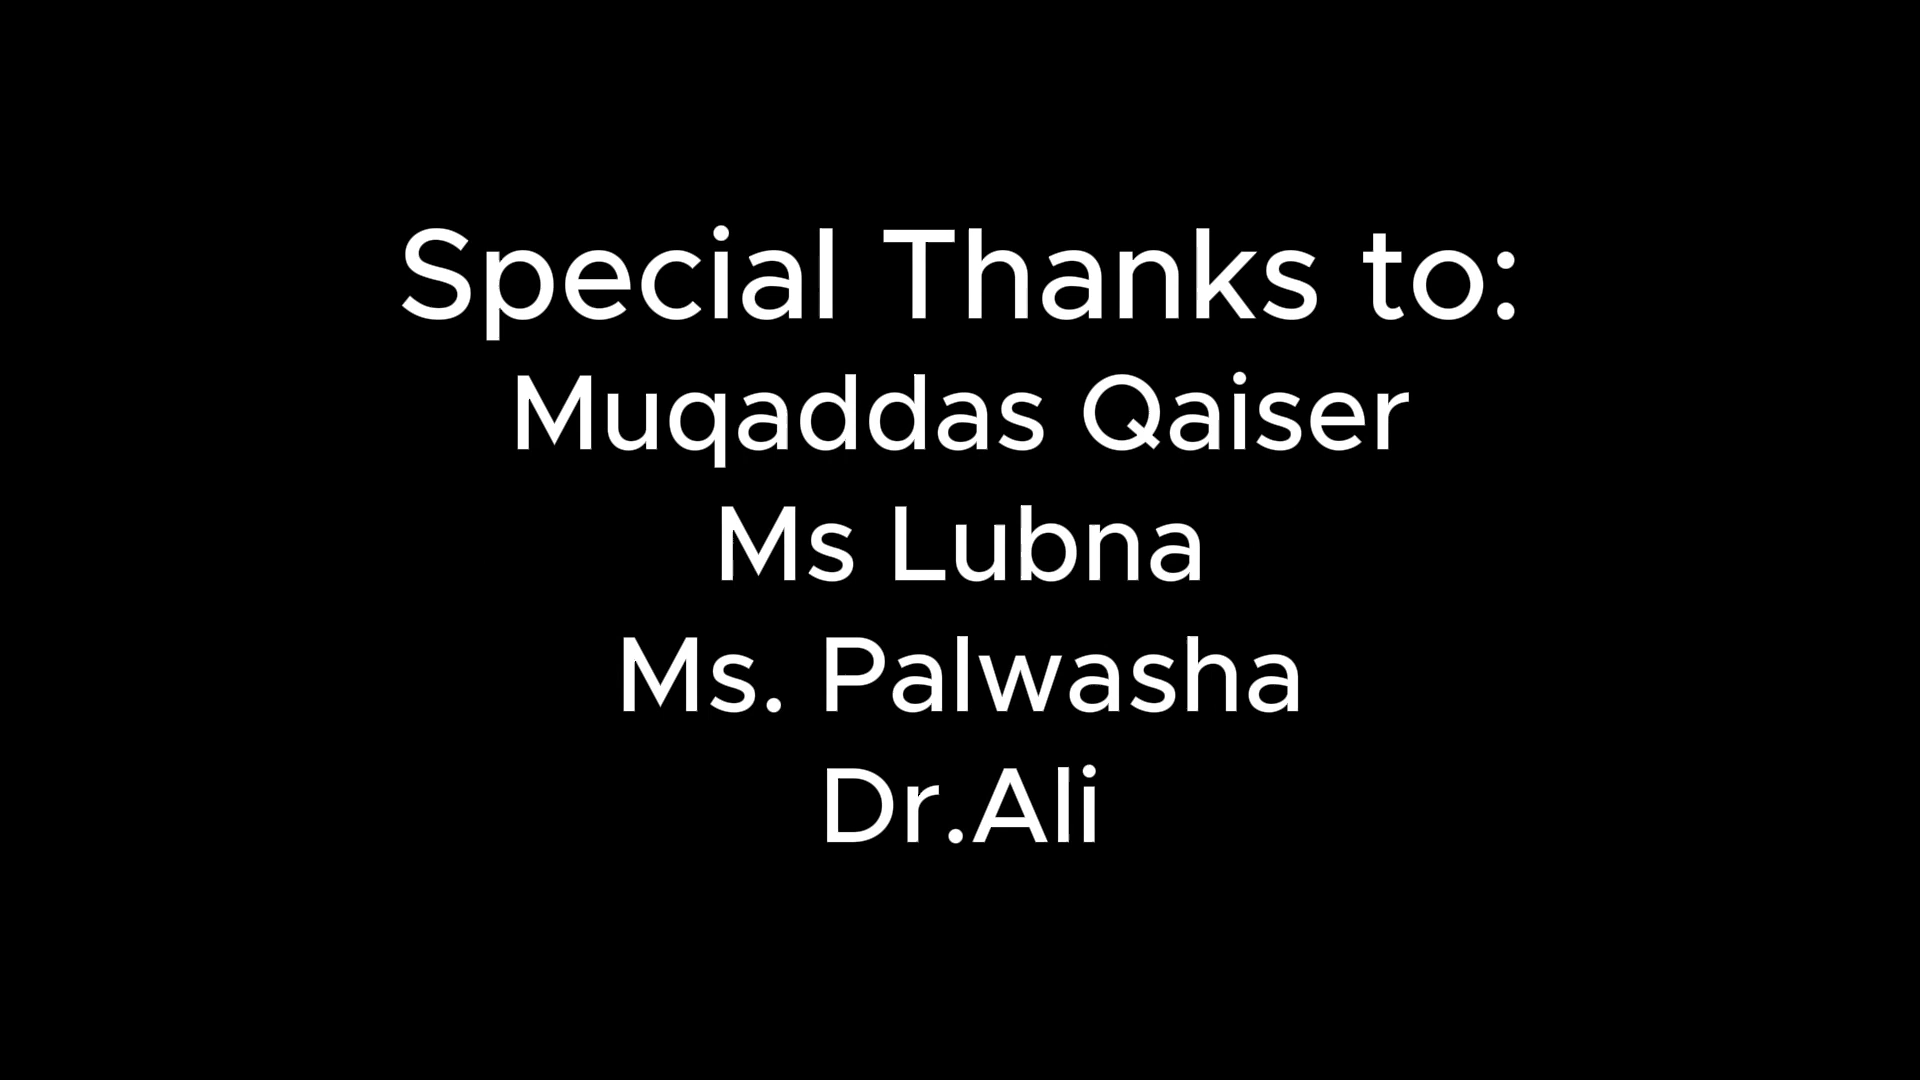 Special Thanks to:
Muqaddas Qaiser
Ms Lubna
Ms. Palwasha
Dr.Ali